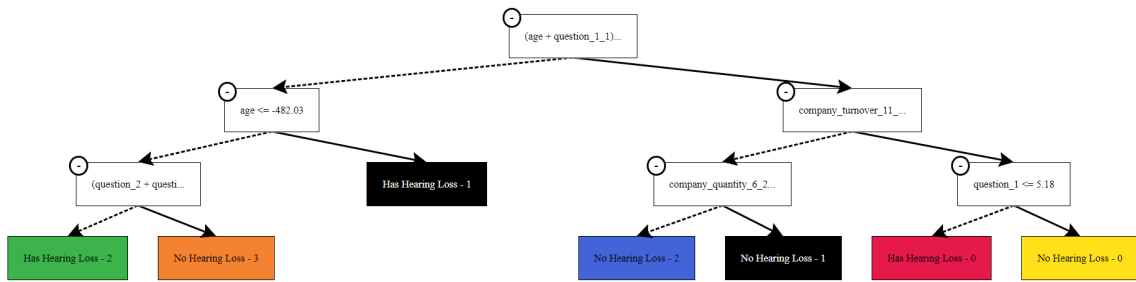 -
(age + question_1_1)...
-
age <= -482.03
-
company_turnover_11_...
-
(question_2 + questi...
Has Hearing Loss - 1
-
company_quantity_6_2...
-
question_1 <= 5.18
Has Hearing Loss - 2
No Hearing Loss - 3
No Hearing Loss - 2
No Hearing Loss - 1
Has Hearing Loss - 0
No Hearing Loss - 0